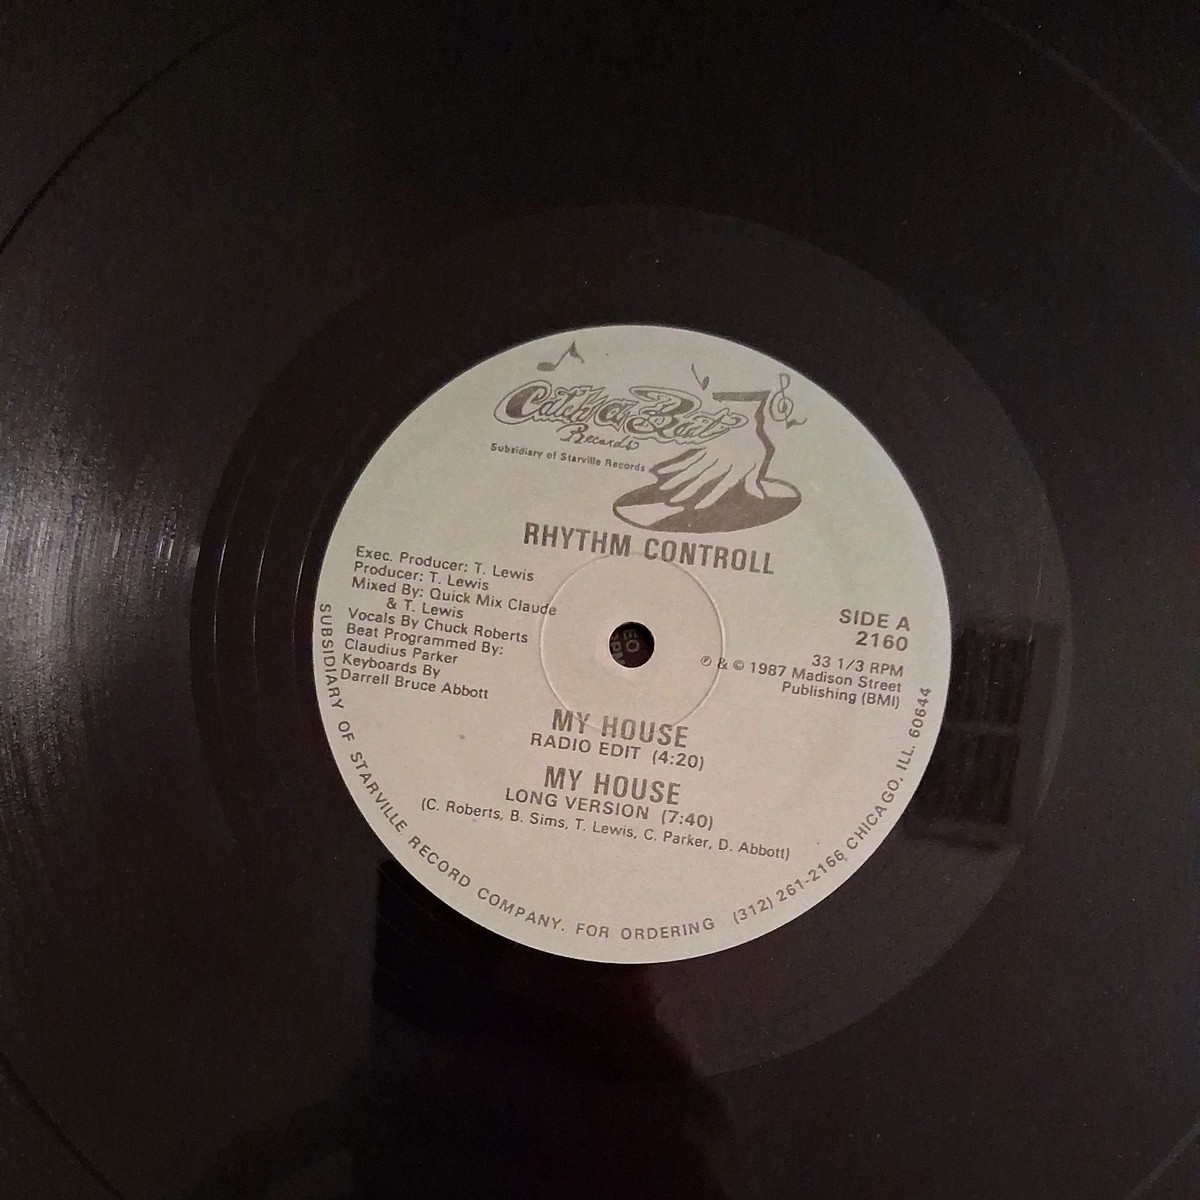 Catch a Beat
Records
Subsidiary of Starville Records
RHYTHM CONTROLL
Exec. Producer: T. Lewis
Producer: T. Lewis
Mixed By: Quick Mix Claude
& T. Lewis
Vocals By Chuck Roberts
Beat Programmed By:
Claudius Parker
Keyboards By
Darrell Bruce Abbott
SIDE A
2160
33 1/3 RPM
℗ & © 1987 Madison Street
Publishing (BMI)
MY HOUSE
RADIO EDIT (4:20)
MY HOUSE
LONG VERSION (7:40)
(C. Roberts, B. Sims, T. Lewis, C. Parker, D. Abbott)
SUBSIDIARY OF STARVILLE RECORD COMPANY. FOR ORDERING (312) 261-2166 CHICAGO, ILL. 60644